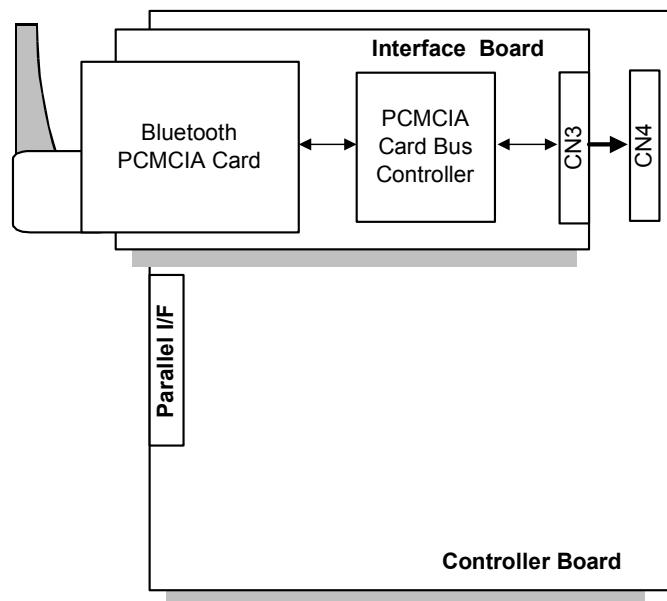 Interface Board
Bluetooth
PCMCIA Card
PCMCIA
Card Bus
Controller
CN3
CN4
Parallel I/F
Controller Board